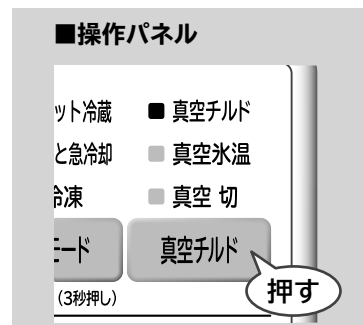 ■操作パネル
ット冷蔵 ■ 真空チルド
と急冷却 ■ 真空氷温
冷凍 ■ 真空 切
モード 真空チルド
(3秒押し) 押す